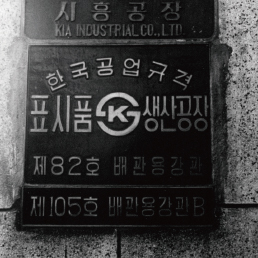 시흥공장
KIA INDUSTRIAL CO., LTD.
한국공업규격
표시품 KS 생산공장
제82호 배관용강관
제105호 배관용강관B